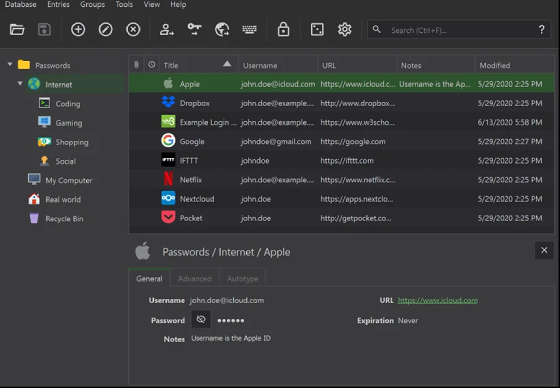 Database Entries Groups Tools View Help
Search (Ctrl+F)... ?
Passwords
Internet
Coding
Gaming
Shopping
Social
My Computer
Real world
Recycle Bin
Title Username URL Notes Modified
Apple john.doe@icloud.com https://www.icloud.c... Username is the Ap... 5/29/2020 2:25 PM
Dropbox john.doe@example.... http://www.dropbox... 5/29/2020 2:25 PM
Example Login ... john.doe@example.... https://www.w3scho... 6/13/2020 5:58 PM
Google johndoe@gmail.com https://google.com 5/29/2020 2:27 PM
IFTTT johndoe https://ifttt.com 5/29/2020 2:25 PM
Netflix john.doe@example.... https://www.netflix.c... 5/29/2020 2:25 PM
Nextcloud john.doe https://apps.nextclo... 5/29/2020 2:25 PM
Pocket john.doe http://getpocket.co... 5/29/2020 2:25 PM
Passwords / Internet / Apple
General Advanced Autotype
Username john.doe@icloud.com URL https://www.icloud.com
Password •••••• Expiration Never
Notes Username is the Apple ID